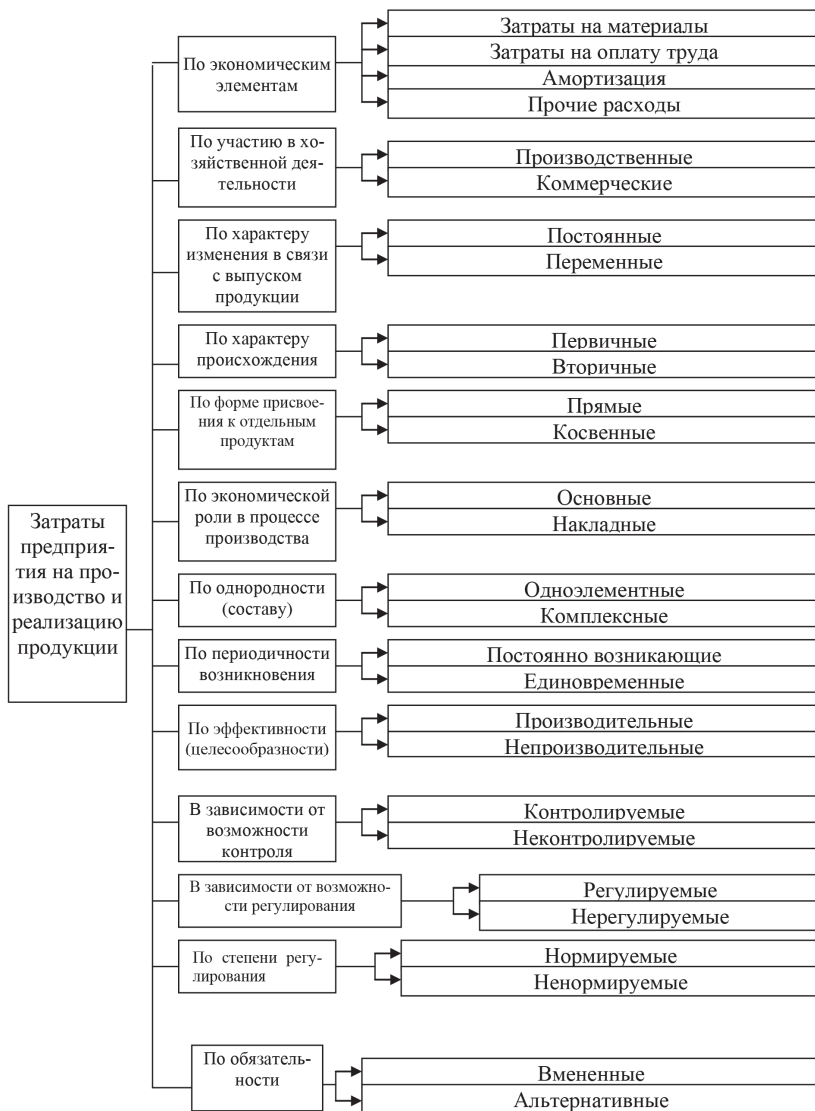 Затраты
предприя-
тия на про-
изводство и
реализацию
продукции
По экономическим
элементам
Затраты на материалы
Затраты на оплату труда
Амортизация
Прочие расходы
По участию в хо-
зяйственной дея-
тельности
Производственные
Коммерческие
По характеру
изменения в связи
с выпуском
продукции
Постоянные
Переменные
По характеру
происхождения
Первичные
Вторичные
По форме присвое-
ния к отдельным
продуктам
Прямые
Косвенные
По экономической
роли в процессе
производства
Основные
Накладные
По однородности
(составу)
Одноэлементные
Комплексные
По периодичности
возникновения
Постоянно возникающие
Единовременные
По эффективности
(целесообразности)
Производительные
Непроизводительные
В зависимости от
возможности
контроля
Контролируемые
Неконтролируемые
В зависимости от возможно-
сти регулирования
Регулируемые
Нерегулируемые
По степени регу-
лирования
Нормируемые
Ненормируемые
По обязатель-
ности
Вмененные
Альтернативные